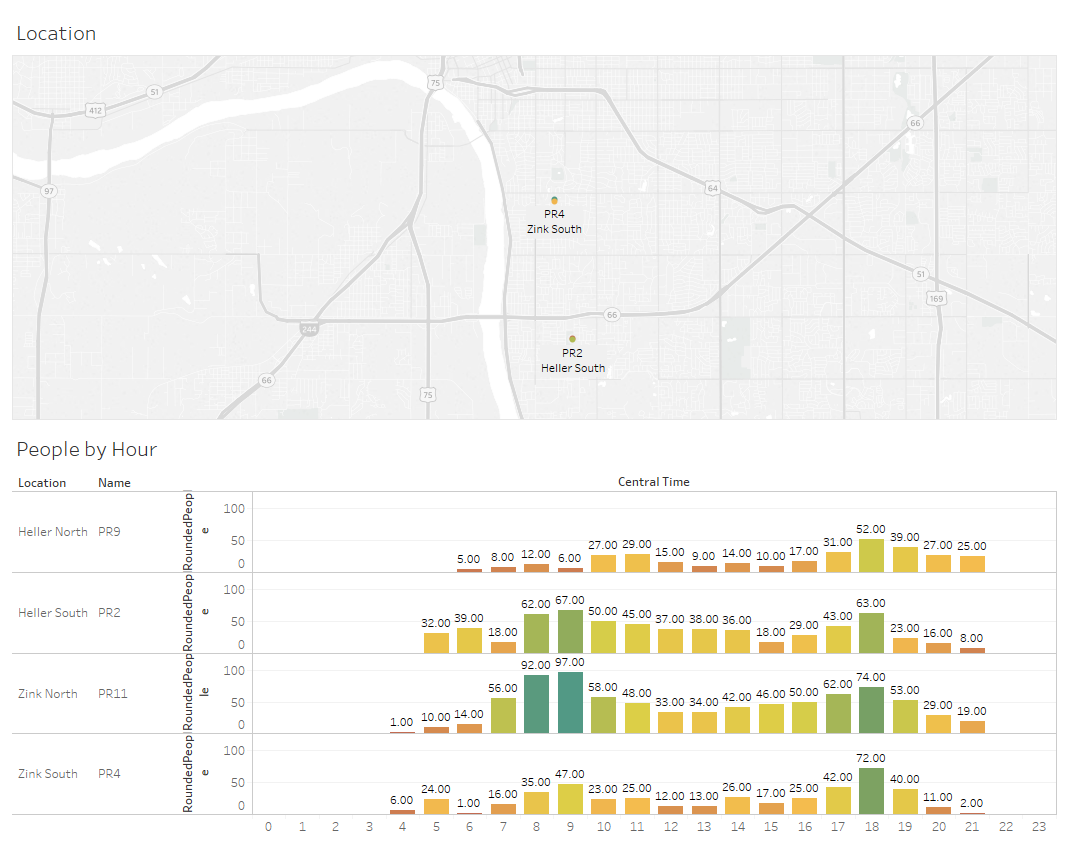 Location
75
51
412
66
97
64
PR4
Zink South
51
169
66
244
PR2
Heller South
66
75
People by Hour
Location Name Central Time
Heller North PR9 RoundedPeople 100 50 0
5.00 8.00 12.00 6.00 27.00 29.00 15.00 9.00 14.00 10.00 17.00 31.00 52.00 39.00 27.00 25.00
Heller South PR2 RoundedPeople 100 50 0
32.00 39.00 18.00 62.00 67.00 50.00 45.00 37.00 38.00 36.00 18.00 29.00 43.00 63.00 23.00 16.00 8.00
Zink North PR11 RoundedPeople 100 50 0
1.00 10.00 14.00 56.00 92.00 97.00 58.00 48.00 33.00 34.00 42.00 46.00 50.00 62.00 74.00 53.00 29.00 19.00
Zink South PR4 RoundedPeople 100 50 0
6.00 24.00 1.00 16.00 35.00 47.00 23.00 25.00 12.00 13.00 26.00 17.00 25.00 42.00 72.00 40.00 11.00 2.00
0 1 2 3 4 5 6 7 8 9 10 11 12 13 14 15 16 17 18 19 20 21 22 23